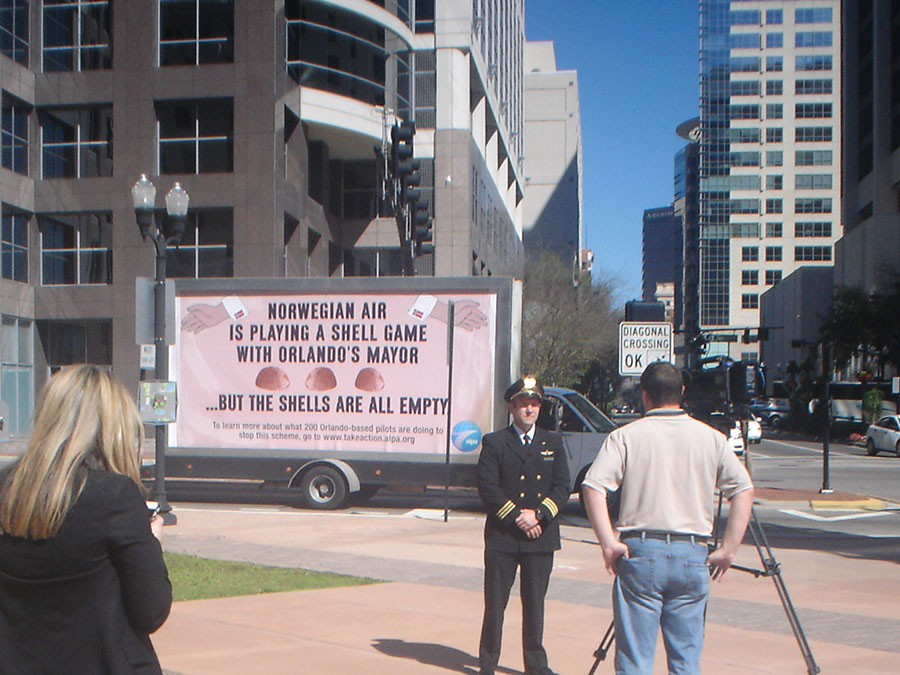 NORWEGIAN AIR
IS PLAYING A SHELL GAME
WITH ORLANDO'S MAYOR
...BUT THE SHELLS ARE ALL EMPTY
To learn more about what 200 Orlando-based pilots are doing to
stop this scheme, go to www.takeaction.alpa.org
alpa
DIAGONAL
CROSSING
OK